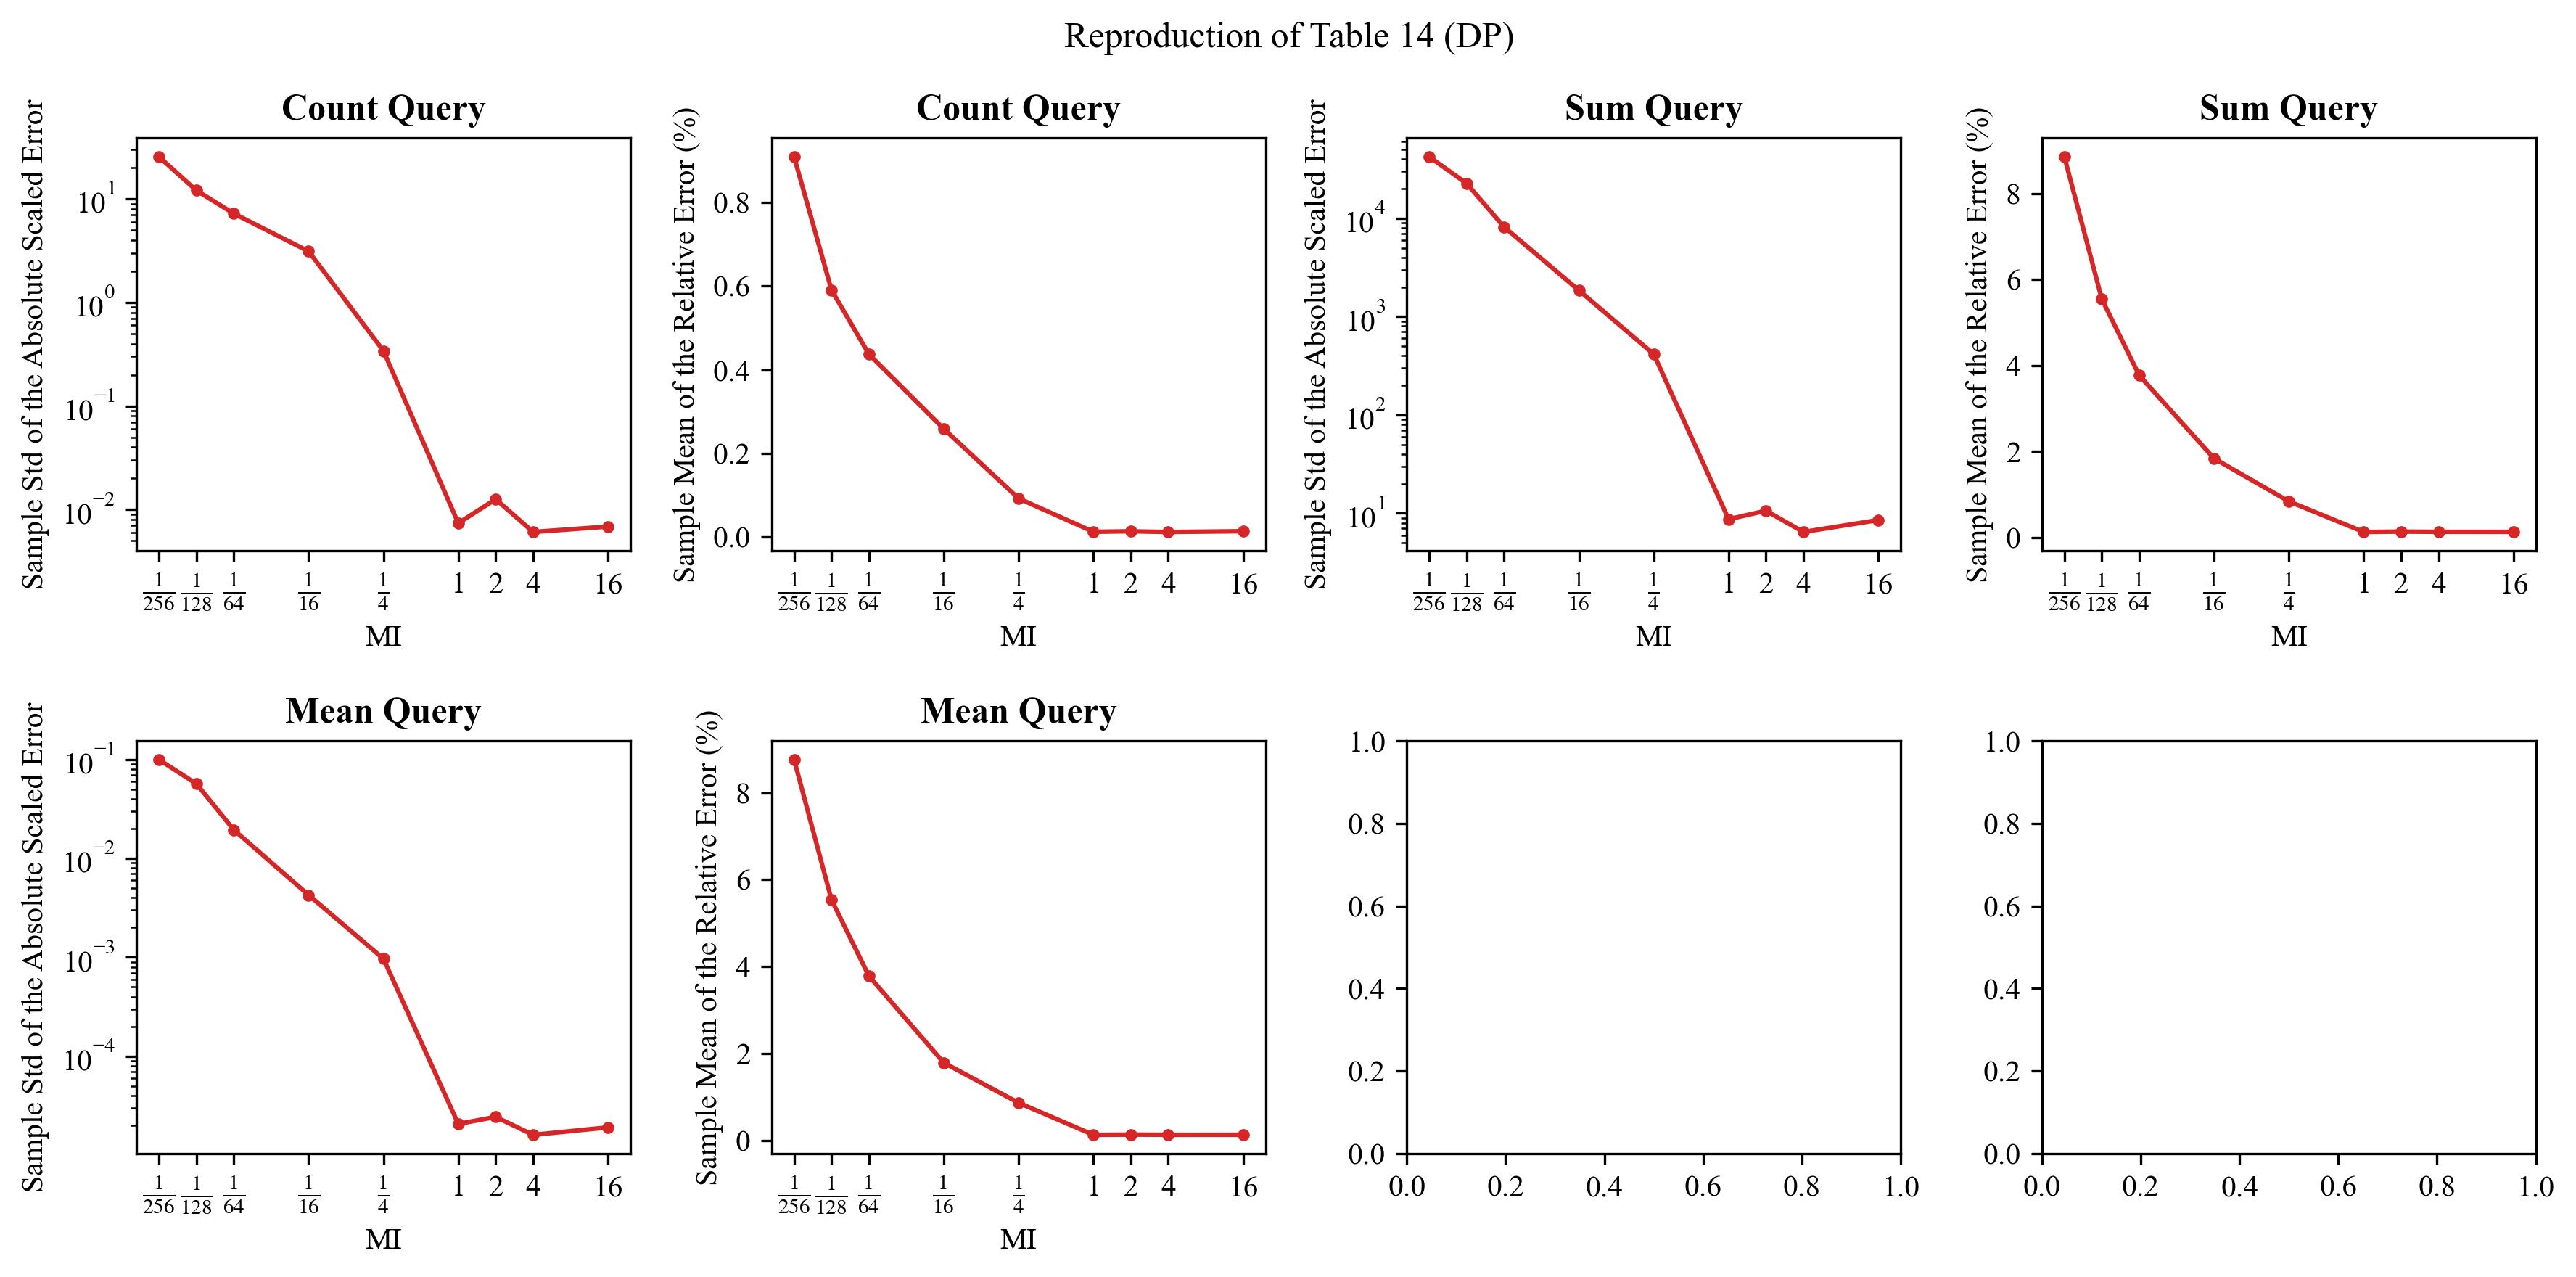 Reproduction of Table 14 (DP)
Count Query
Sample Std of the Absolute Scaled Error
10^1
10^0
10^−1
10^−2
1/256 1/128 1/64 1/16 1/4 1 2 4 16
MI
Count Query
Sample Mean of the Relative Error (%)
0.8
0.6
0.4
0.2
0.0
1/256 1/128 1/64 1/16 1/4 1 2 4 16
MI
Sum Query
Sample Std of the Absolute Scaled Error
10^4
10^3
10^2
10^1
1/256 1/128 1/64 1/16 1/4 1 2 4 16
MI
Sum Query
Sample Mean of the Relative Error (%)
8
6
4
2
0
1/256 1/128 1/64 1/16 1/4 1 2 4 16
MI
Mean Query
Sample Std of the Absolute Scaled Error
10^−1
10^−2
10^−3
10^−4
1/256 1/128 1/64 1/16 1/4 1 2 4 16
MI
Mean Query
Sample Mean of the Relative Error (%)
8
6
4
2
0
1/256 1/128 1/64 1/16 1/4 1 2 4 16
MI
1.0
0.8
0.6
0.4
0.2
0.0
0.0 0.2 0.4 0.6 0.8 1.0
1.0
0.8
0.6
0.4
0.2
0.0
0.0 0.2 0.4 0.6 0.8 1.0